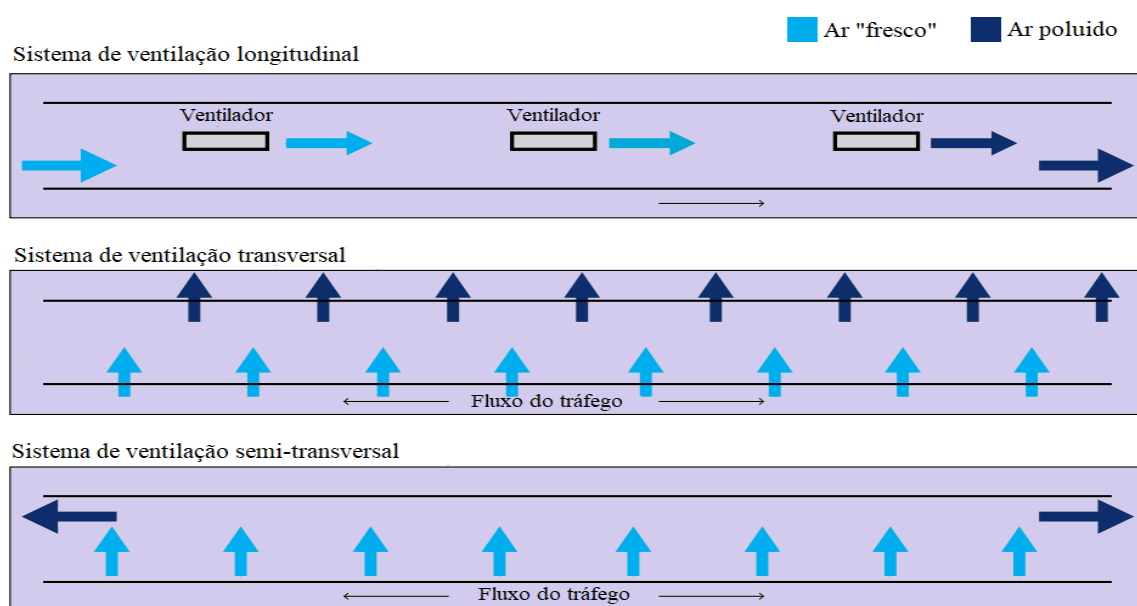 Ar "fresco" Ar poluido
Sistema de ventilação longitudinal
Ventilador Ventilador Ventilador
Sistema de ventilação transversal
Fluxo do tráfego
Sistema de ventilação semi-transversal
Fluxo do tráfego